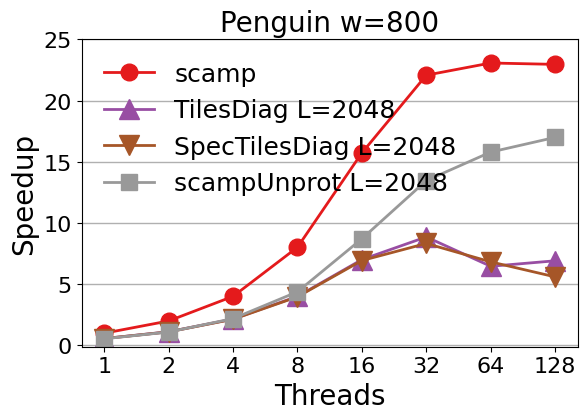 Penguin w=800
25
20
15
10
5
0
Speedup
scamp
TilesDiag L=2048
SpecTilesDiag L=2048
scampUnprot L=2048
1 2 4 8 16 32 64 128
Threads